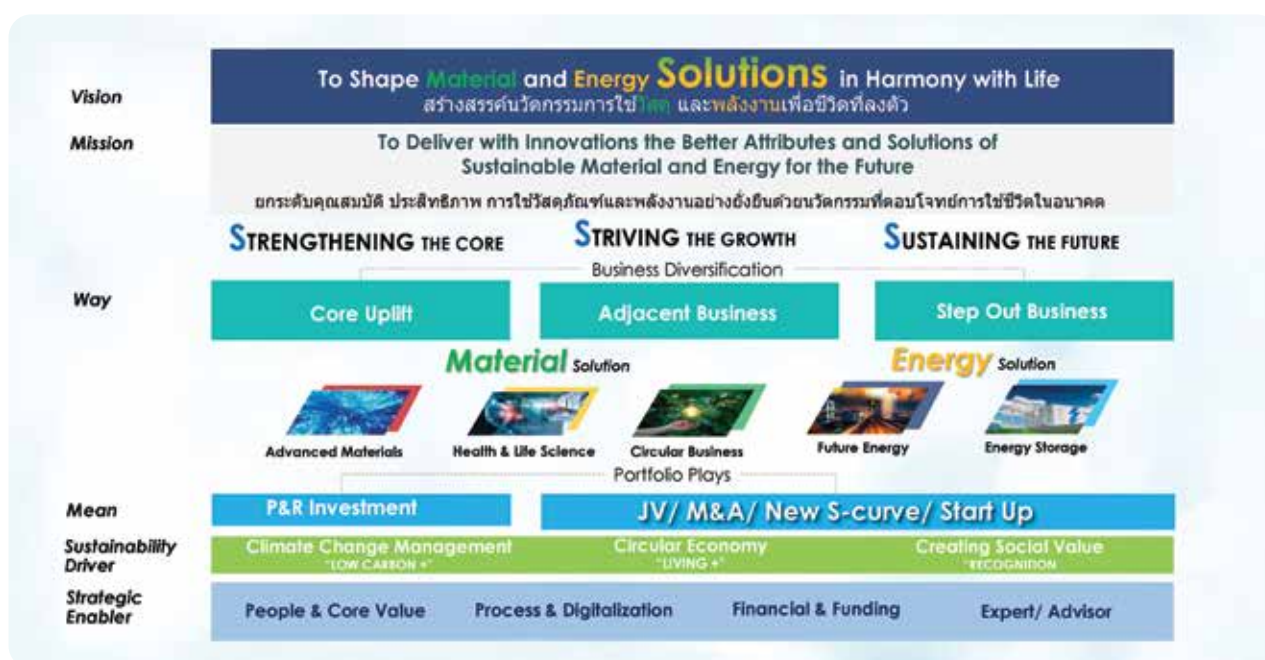 Vision
To Shape Material and Energy Solutions in Harmony with Life
สร้างสรรค์นวัตกรรมการใช้วัสดุ และพลังงานเพื่อชีวิตที่ลงตัว
Mission
To Deliver with Innovations the Better Attributes and Solutions of
Sustainable Material and Energy for the Future
ยกระดับคุณสมบัติ ประสิทธิภาพ การใช้วัสดุภัณฑ์และพลังงานอย่างยั่งยืนด้วยนวัตกรรมที่ตอบโจทย์การใช้ชีวิตในอนาคต
STRENGTHENING THE CORE
STRIVING THE GROWTH
SUSTAINING THE FUTURE
Business Diversification
Way
Core Uplift
Adjacent Business
Step Out Business
Material Solution
Energy Solution
Advanced Materials
Health & Life Science
Circular Business
Future Energy
Energy Storage
Portfolio Plays
Mean
P&R Investment
JV/ M&A/ New S-curve/ Start Up
Sustainability
Driver
Climate Change Management
"LOW CARBON +"
Circular Economy
"LIVING +"
Creating Social Value
"RECOGNITION
Strategic
Enabler
People & Core Value
Process & Digitalization
Financial & Funding
Expert/ Advisor